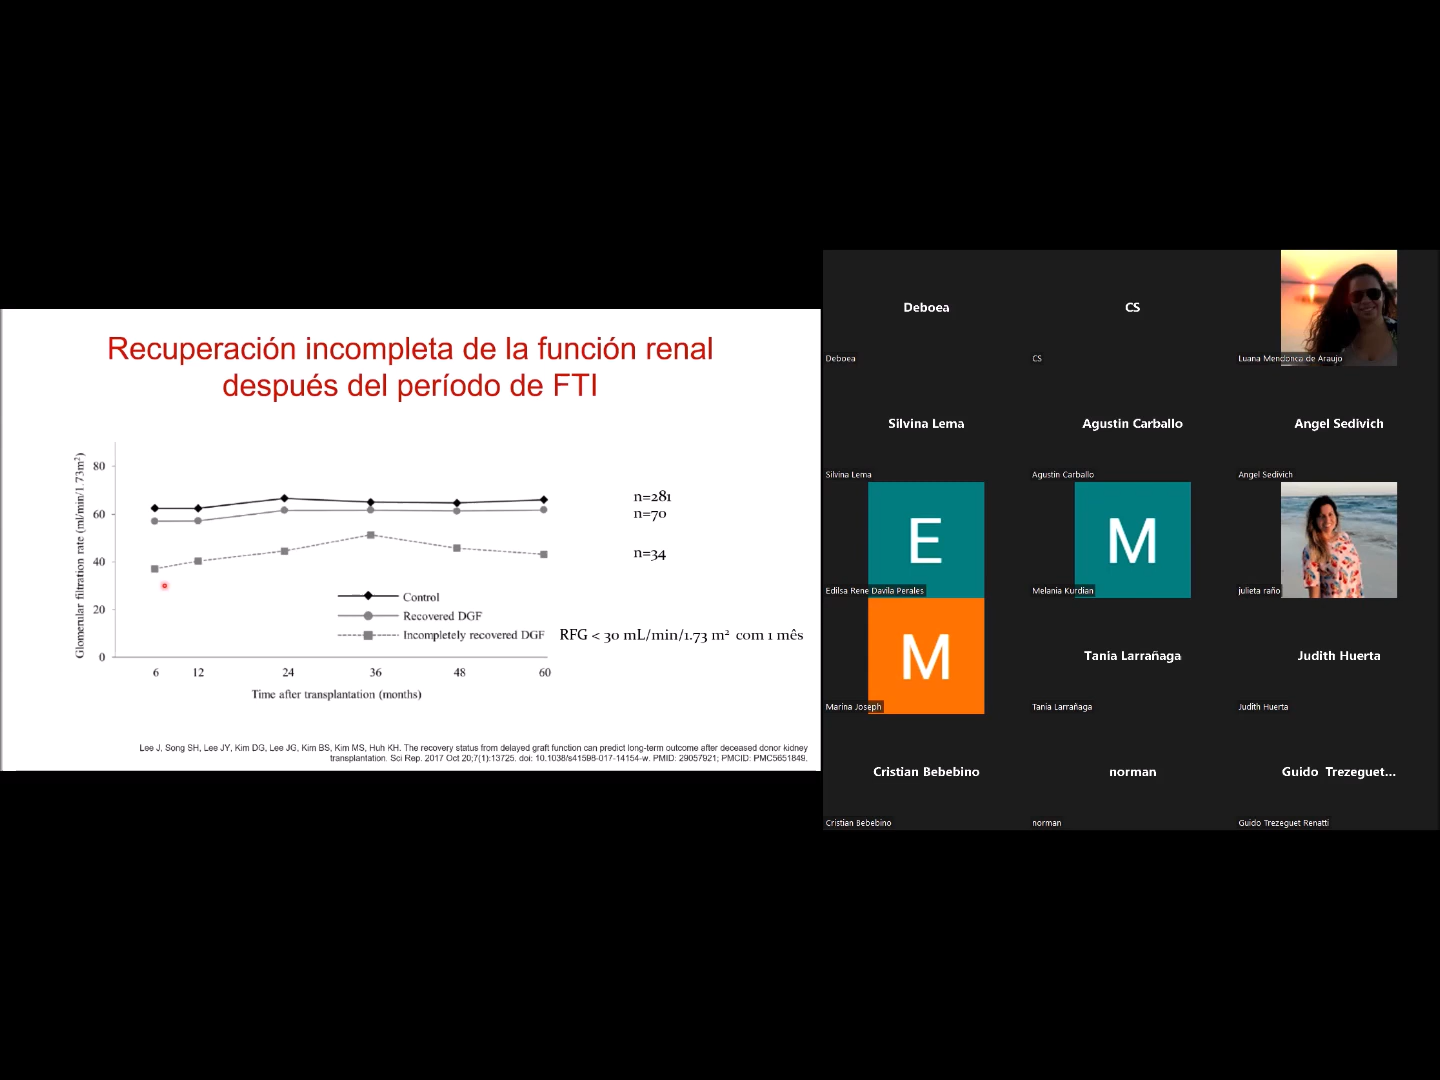 Recuperación incompleta de la función renal
después del período de FTI
Glomerular filtration rate (ml/min/1.73m²)
80
60
40
20
0
6 12 24 36 48 60
Time after transplantation (months)
Control
Recovered DGF
Incompletely recovered DGF
n=281
n=70
n=34
RFG < 30 mL/min/1.73 m² com 1 mês
Lee J, Song SH, Lee JY, Kim DG, Lee JG, Kim BS, Kim MS, Huh KH. The recovery status from delayed graft function can predict long-term outcome after deceased donor kidney
transplantation. Sci Rep. 2017 Oct 20;7(1):13725. doi: 10.1038/s41598-017-14154-w. PMID: 29057921; PMCID: PMC5651849.
Deboea
CS
Deboea
CS
Luana Mendonca de Araujo
Silvina Lema
Agustin Carballo
Angel Sedivich
Silvina Lema
Agustin Carballo
Angel Sedivich
E
M
Edilsa Rene Davila Perales
Melania Kurdian
julieta raño
M
Tania Larrañaga
Judith Huerta
Marina Joseph
Tania Larrañaga
Judith Huerta
Cristian Bebebino
norman
Guido Trezeguet...
Cristian Bebebino
norman
Guido Trezeguet Renatti